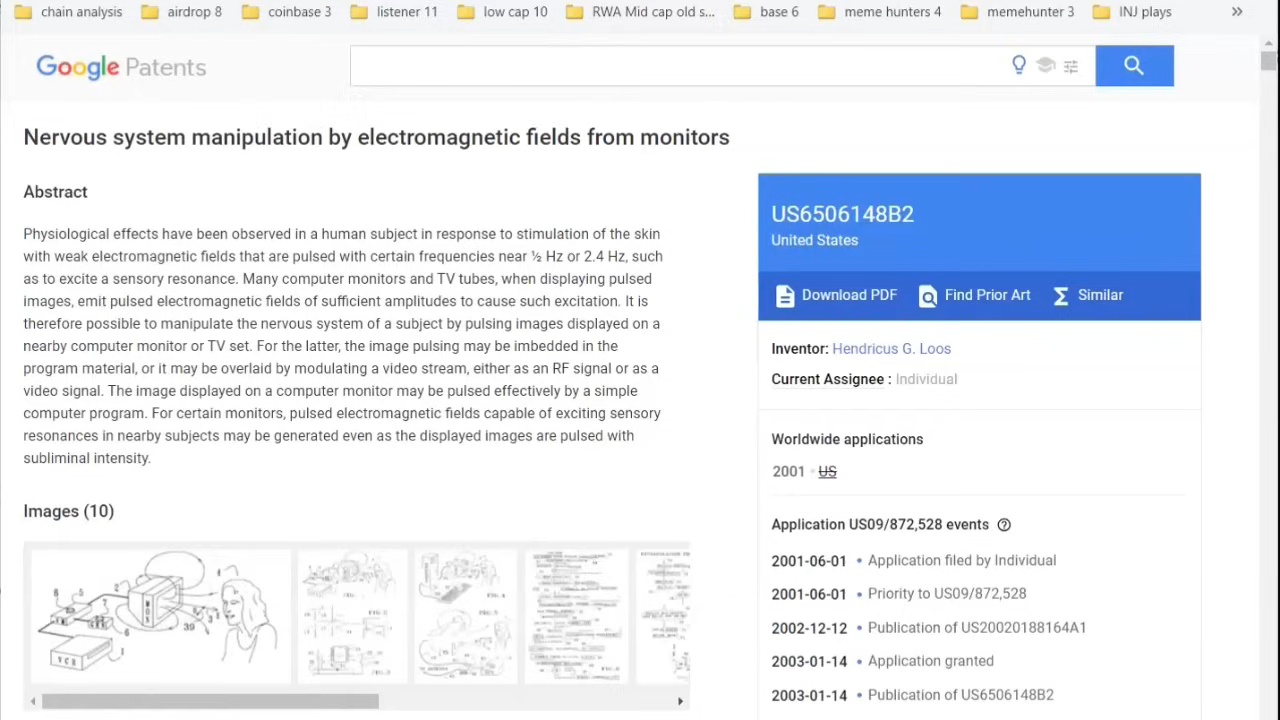 chain analysis airdrop 8 coinbase 3 listener 11 low cap 10 RWA Mid cap old s... base 6 meme hunters 4 memehunter 3 INJ plays »
Google Patents
Nervous system manipulation by electromagnetic fields from monitors
Abstract
Physiological effects have been observed in a human subject in response to stimulation of the skin
with weak electromagnetic fields that are pulsed with certain frequencies near ½ Hz or 2.4 Hz, such
as to excite a sensory resonance. Many computer monitors and TV tubes, when displaying pulsed
images, emit pulsed electromagnetic fields of sufficient amplitudes to cause such excitation. It is
therefore possible to manipulate the nervous system of a subject by pulsing images displayed on a
nearby computer monitor or TV set. For the latter, the image pulsing may be imbedded in the
program material, or it may be overlaid by modulating a video stream, either as an RF signal or as a
video signal. The image displayed on a computer monitor may be pulsed effectively by a simple
computer program. For certain monitors, pulsed electromagnetic fields capable of exciting sensory
resonances in nearby subjects may be generated even as the displayed images are pulsed with
subliminal intensity.
Images (10)
VCR
US6506148B2
United States
Download PDF Find Prior Art Similar
Inventor: Hendricus G. Loos
Current Assignee : Individual
Worldwide applications
2001 US
Application US09/872,528 events
2001-06-01 • Application filed by Individual
2001-06-01 • Priority to US09/872,528
2002-12-12 • Publication of US20020188164A1
2003-01-14 • Application granted
2003-01-14 • Publication of US6506148B2